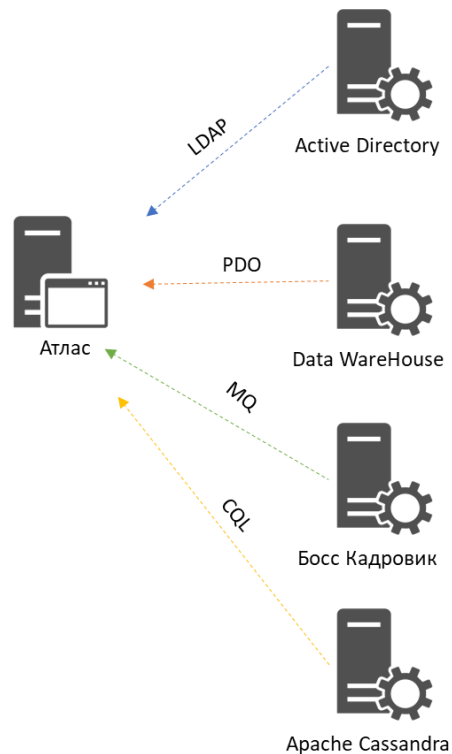 Active Directory
LDAP
PDO
Атлас
Data WareHouse
MQ
CQL
Босс Кадровик
Apache Cassandra